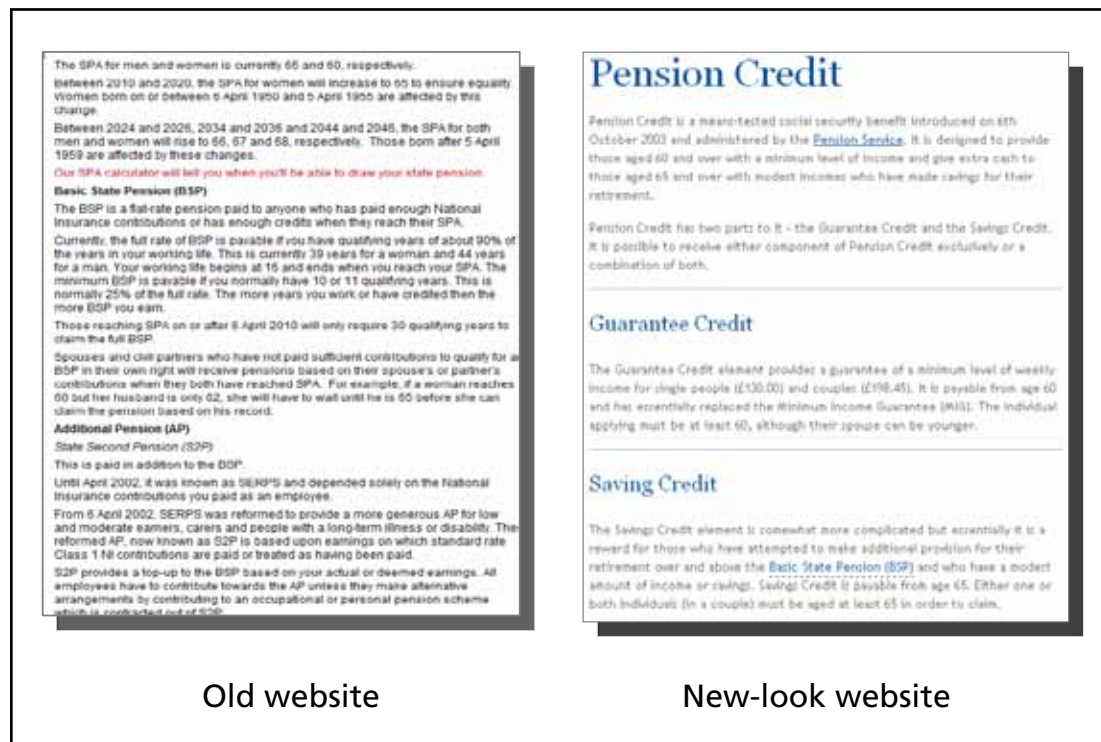 The SPA for men and women is currently 65 and 60, respectively.
Between 2010 and 2020, the SPA for women will increase to 65 to ensure equality.
Women born on or between 6 April 1950 and 5 April 1955 are affected by this
change.
Between 2024 and 2026, 2034 and 2036 and 2044 and 2046, the SPA for both
men and women will rise to 66, 67 and 68, respectively. Those born after 5 April
1959 are affected by these changes.
Our SPA calculator will tell you when you'll be able to draw your state pension
Basic State Pension (BSP)
The BSP is a flat-rate pension paid to anyone who has paid enough National
Insurance contributions or has enough credits when they reach their SPA.
Currently, the full rate of BSP is payable if you have qualifying years of about 90% of
the years in your working life. This is currently 39 years for a woman and 44 years
for a man. Your working life begins at 16 and ends when you reach your SPA. The
minimum BSP is payable if you normally have 10 or 11 qualifying years. This is
normally 25% of the full rate. The more years you work or have credited then the
more BSP you earn.
Those reaching SPA on or after 6 April 2010 will only require 30 qualifying years to
claim the full BSP.
Spouses and civil partners who have not paid sufficient contributions to qualify for a
BSP in their own right will receive pensions based on their spouse's or partner's
contributions when they both have reached SPA. For example, if a woman reaches
60 but her husband is only 62, she will have to wait until he is 65 before she can
claim the pension based on his record.
Additional Pension (AP)
State Second Pension (S2P)
This is paid in addition to the BSP.
Until April 2002, it was known as SERPS and depended solely on the National
Insurance contributions you paid as an employee.
From 6 April 2002, SERPS was reformed to provide a more generous AP for low
and moderate earners, carers and people with a long-term illness or disability. The
reformed AP, now known as S2P is based upon earnings on which standard rate
Class 1 NI contributions are paid or treated as having been paid.
S2P provides a top-up to the BSP based on your actual or deemed earnings. All
employees have to contribute towards the AP unless they make alternative
arrangements by contributing to an occupational or personal pension scheme
which is contracted out of S2P.
Old website
Pension Credit
Pension Credit is a means-tested social security benefit introduced on 6th
October 2003 and administered by the Pension Service. It is designed to provide
those aged 60 and over with a minimum level of income and give extra cash to
those aged 65 and over with modest incomes who have made savings for their
retirement.
Pension Credit has two parts to it - the Guarantee Credit and the Savings Credit.
It is possible to receive either component of Pension Credit exclusively or a
combination of both.
Guarantee Credit
The Guarantee Credit element provides a guarantee of a minimum level of weekly
income for single people (£130.00) and couples (£198.45). It is payable from age 60
and has essentially replaced the Minimum Income Guarantee (MIG). The individual
applying must be at least 60, although their spouse can be younger.
Saving Credit
The Savings Credit element is somewhat more complicated but essentially it is a
reward for those who have attempted to make additional provision for their
retirement over and above the Basic State Pension (BSP) and who have a modest
amount of income or savings. Savings Credit is payable from age 65. Either one or
both individuals (in a couple) must be aged at least 65 in order to claim.
New-look website